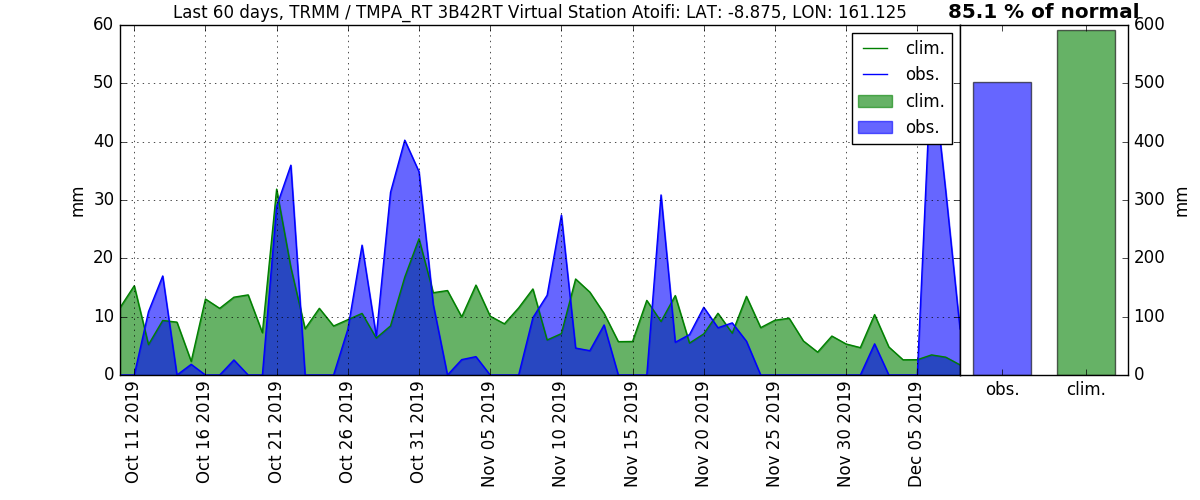 Last 60 days, TRMM / TMPA_RT 3B42RT Virtual Station Atoifi: LAT: -8.875, LON: 161.125
85.1 % of normal
60
50
40
30
20
10
0
mm
clim.
obs.
clim.
obs.
600
500
400
300
200
100
0
mm
Oct 11 2019
Oct 16 2019
Oct 21 2019
Oct 26 2019
Oct 31 2019
Nov 05 2019
Nov 10 2019
Nov 15 2019
Nov 20 2019
Nov 25 2019
Nov 30 2019
Dec 05 2019
obs.
clim.